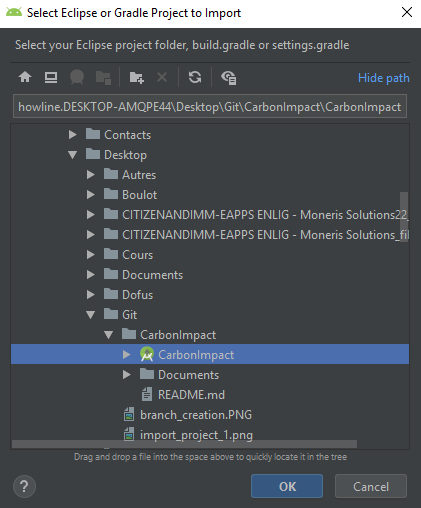 Select Eclipse or Gradle Project to Import
Select your Eclipse project folder, build.gradle or settings.gradle
Hide path
howline.DESKTOP-AMQPE44\Desktop\Git\CarbonImpact\CarbonImpact
Contacts
Desktop
Autres
Boulot
CITIZENANDIMM-EAPPS ENLIG - Moneris Solutions22_
CITIZENANDIMM-EAPPS ENLIG - Moneris Solutions_fil
Cours
Documents
Dofus
Git
CarbonImpact
CarbonImpact
Documents
README.md
branch_creation.PNG
import_project_1.png
Drag and drop a file into the space above to quickly locate it in the tree
? OK Cancel